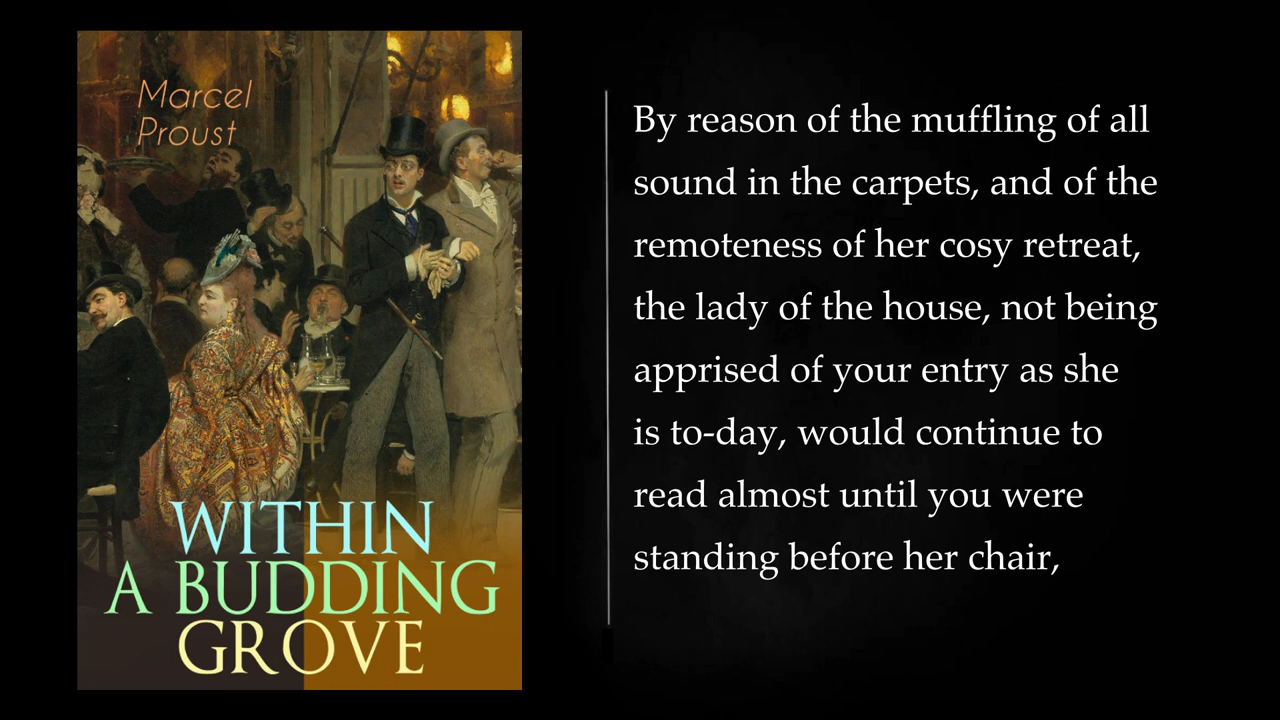 Marcel
Proust
WITHIN
A BUDDING
GROVE
By reason of the muffling of all
sound in the carpets, and of the
remoteness of her cosy retreat,
the lady of the house, not being
apprised of your entry as she
is to-day, would continue to
read almost until you were
standing before her chair,